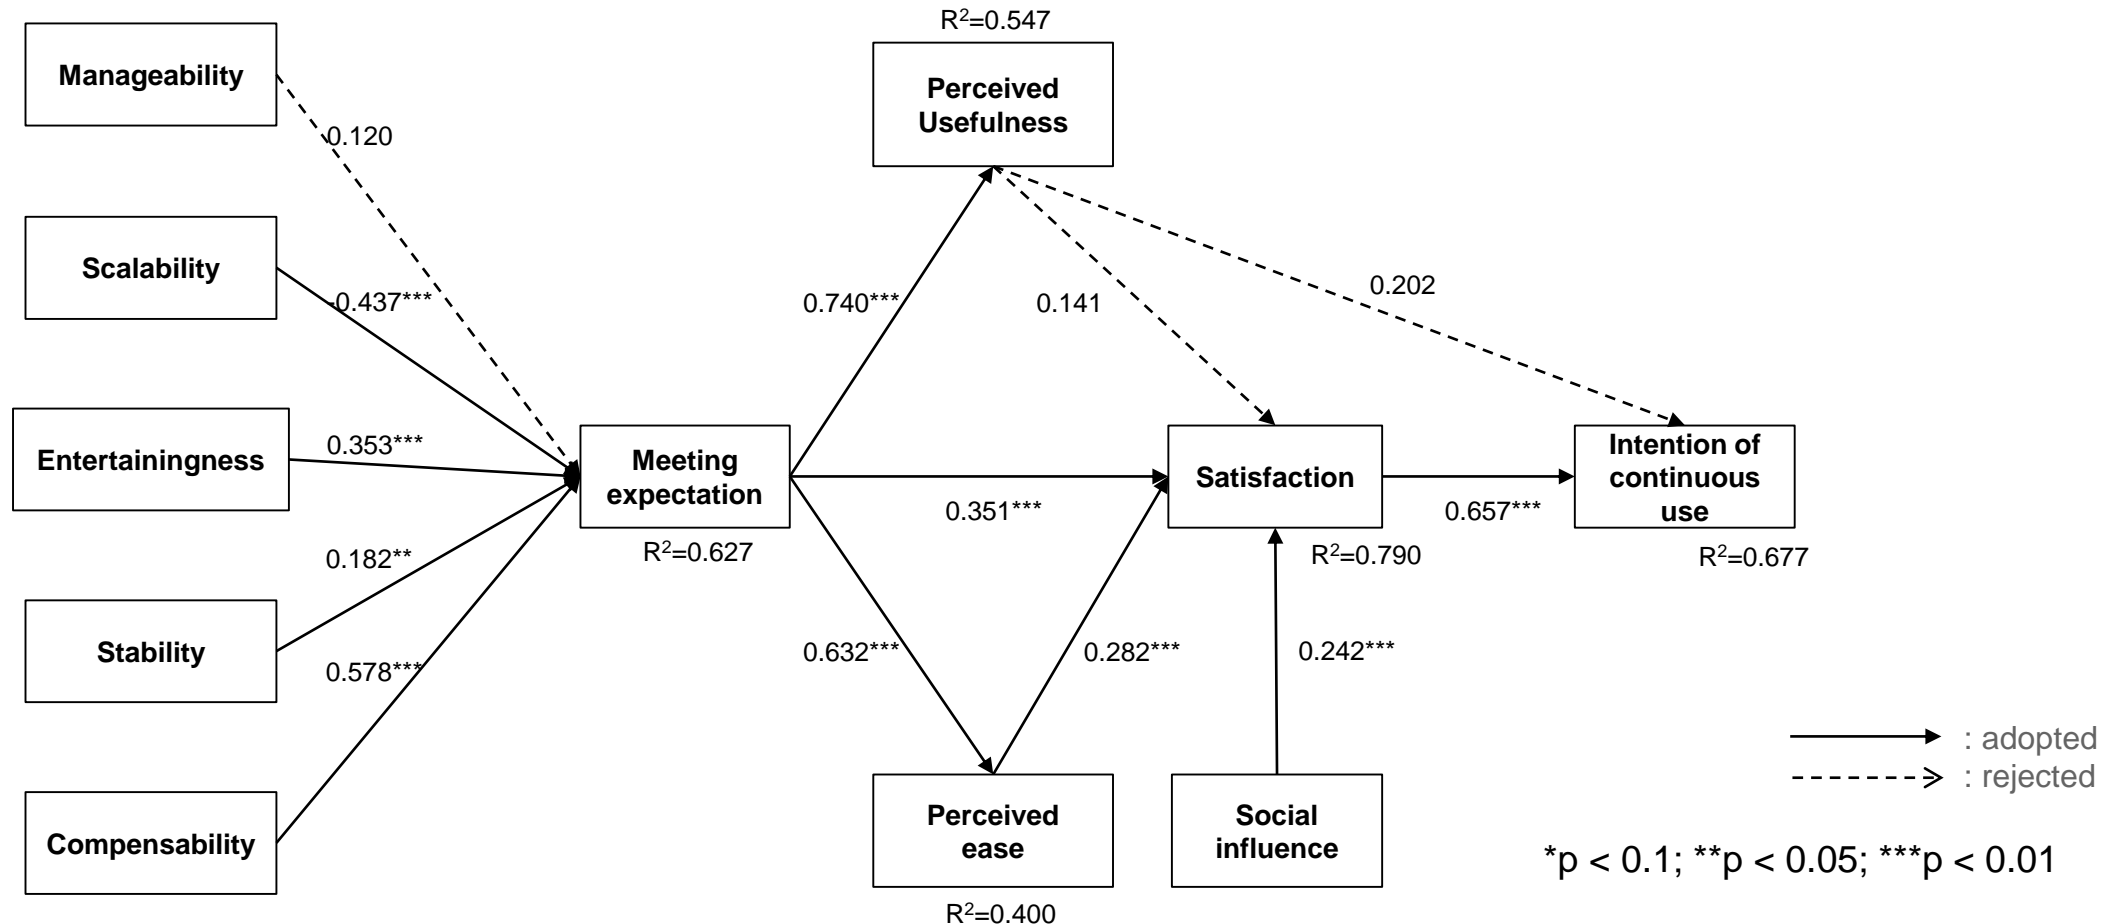 R²=0.547
Manageability
Perceived
Usefulness
0.120
Scalability
-0.437***
0.740***
0.141
0.202
Entertainingness
0.353***
Meeting
expectation
R²=0.627
0.351***
Satisfaction
R²=0.790
0.657***
Intention of
continuous
use
R²=0.677
0.182**
Stability
0.578***
0.632***
0.282***
0.242***
Compensability
Perceived
ease
R²=0.400
Social
influence
: adopted
: rejected
*p < 0.1; **p < 0.05; ***p < 0.01